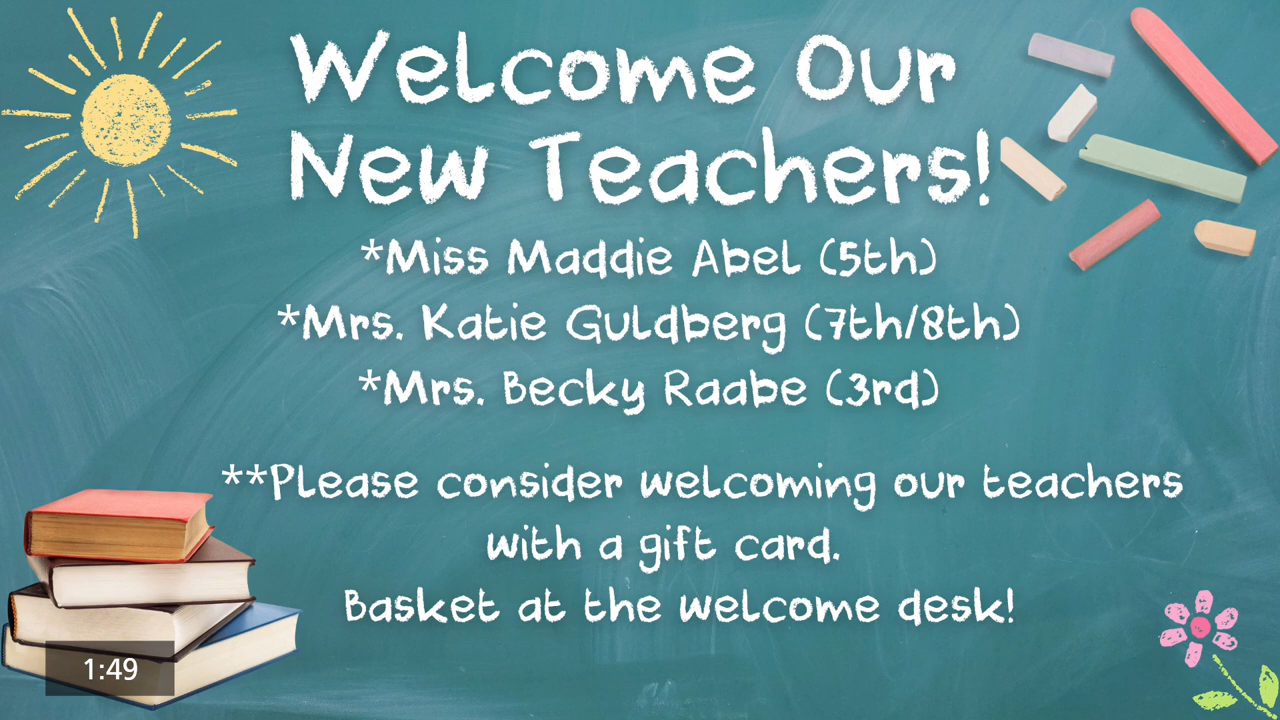 Welcome Our
New Teachers!
*Miss Maddie Abel (5th)
*Mrs. Katie Guldberg (7th/8th)
*Mrs. Becky Raabe (3rd)
**Please consider welcoming our teachers
with a gift card.
Basket at the welcome desk!
1:49